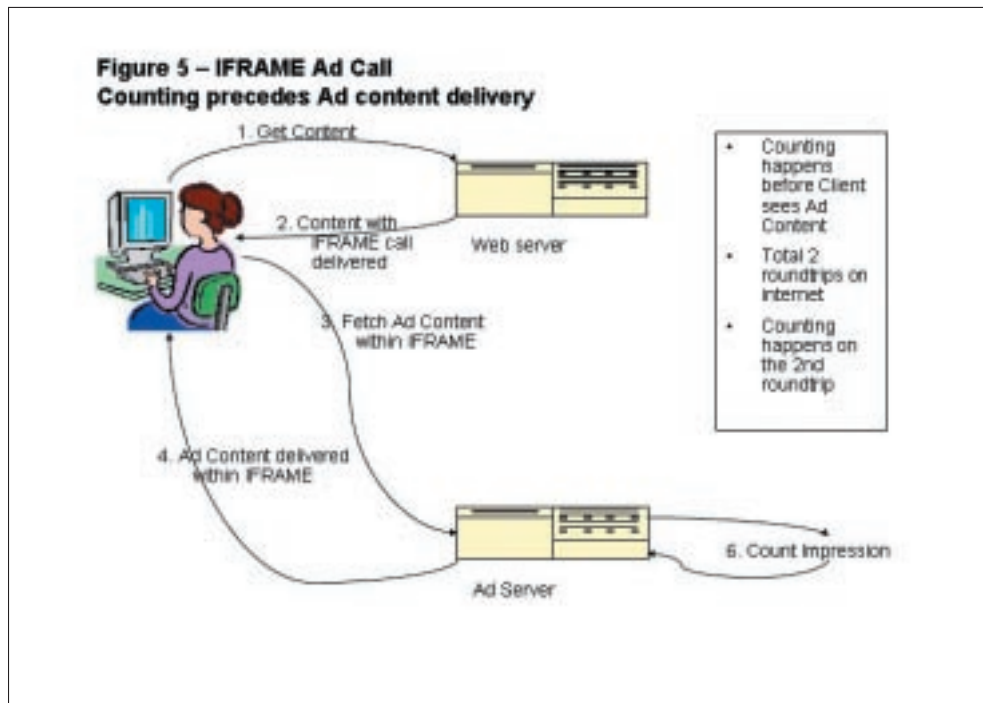 Figure 5 – IFRAME Ad Call
Counting precedes Ad content delivery
1. Get Content
2. Content with
IFRAME call
delivered
Web server
3. Fetch Ad Content
within IFRAME
4. Ad Content delivered
within IFRAME
Ad Server
6. Count Impression
• Counting
happens
before Client
sees Ad
Content
• Total 2
roundtrips on
internet
• Counting
happens on
the 2nd
roundtrip